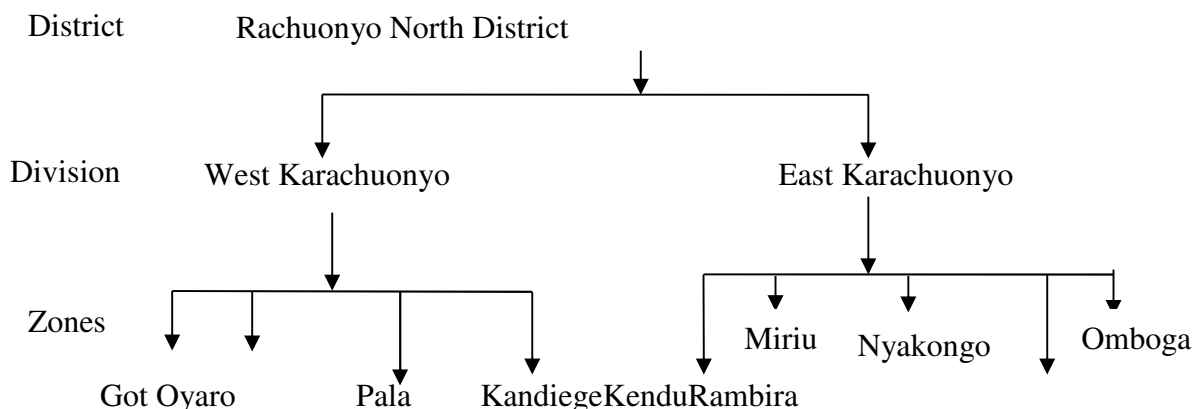 District Rachuonyo North District
Division West Karachuonyo East Karachuonyo
Zones Miriu Nyakongo Omboga
Got Oyaro Pala KandiegeKenduRambira